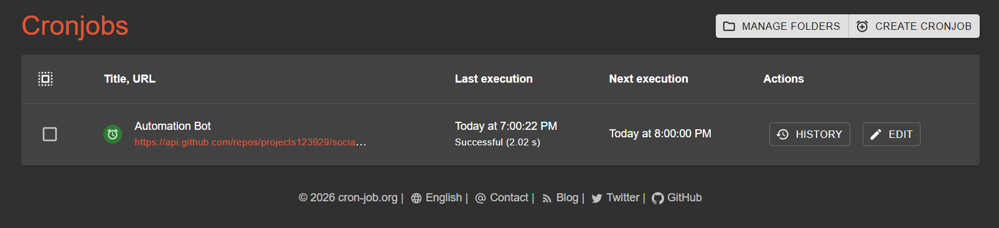 Cronjobs
MANAGE FOLDERS CREATE CRONJOB
Title, URL Last execution Next execution Actions
Automation Bot Today at 7:00:22 PM Today at 8:00:00 PM HISTORY EDIT
https://api.github.com/repos/projects123929/socia... Successful (2.02 s)
© 2026 cron-job.org | English | Contact | Blog | Twitter | GitHub